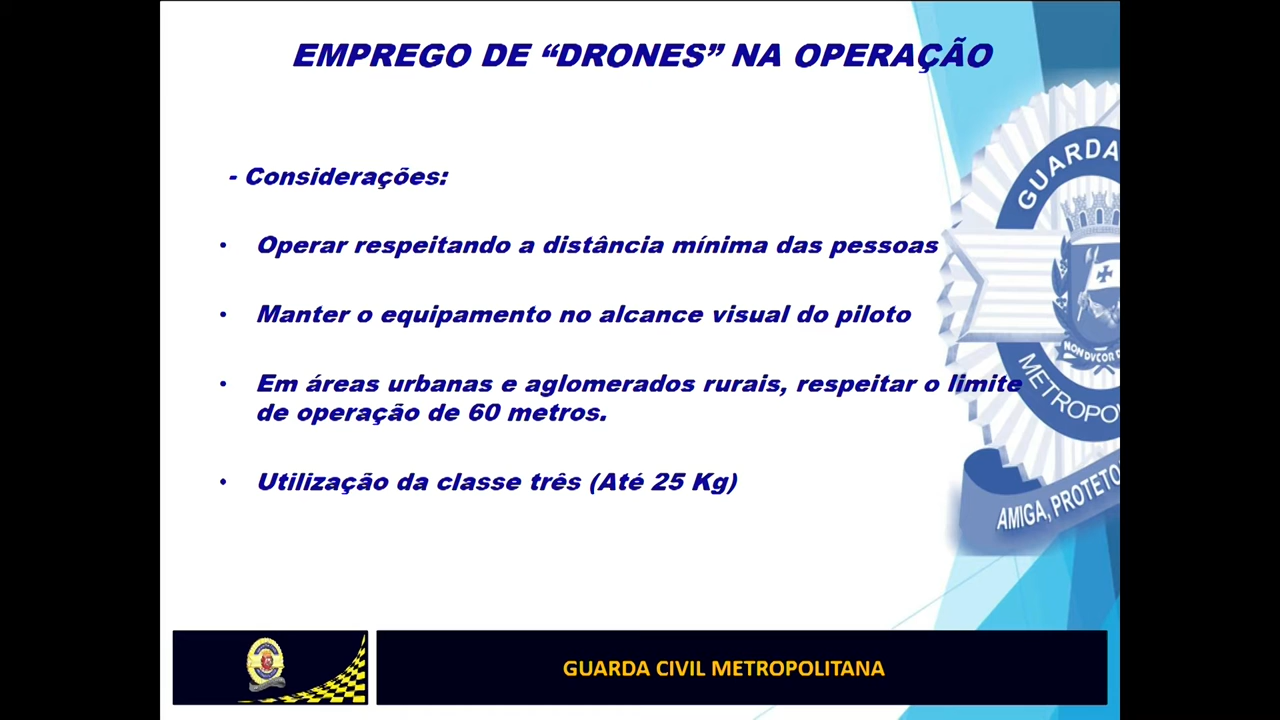 EMPREGO DE “DRONES” NA OPERAÇÃO
- Considerações:
• Operar respeitando a distância mínima das pessoas
• Manter o equipamento no alcance visual do piloto
• Em áreas urbanas e aglomerados rurais, respeitar o limite
de operação de 60 metros.
• Utilização da classe três (Até 25 Kg)
GUARDA
METROPO
AMIGA, PROTETO
GUARDA CIVIL METROPOLITANA